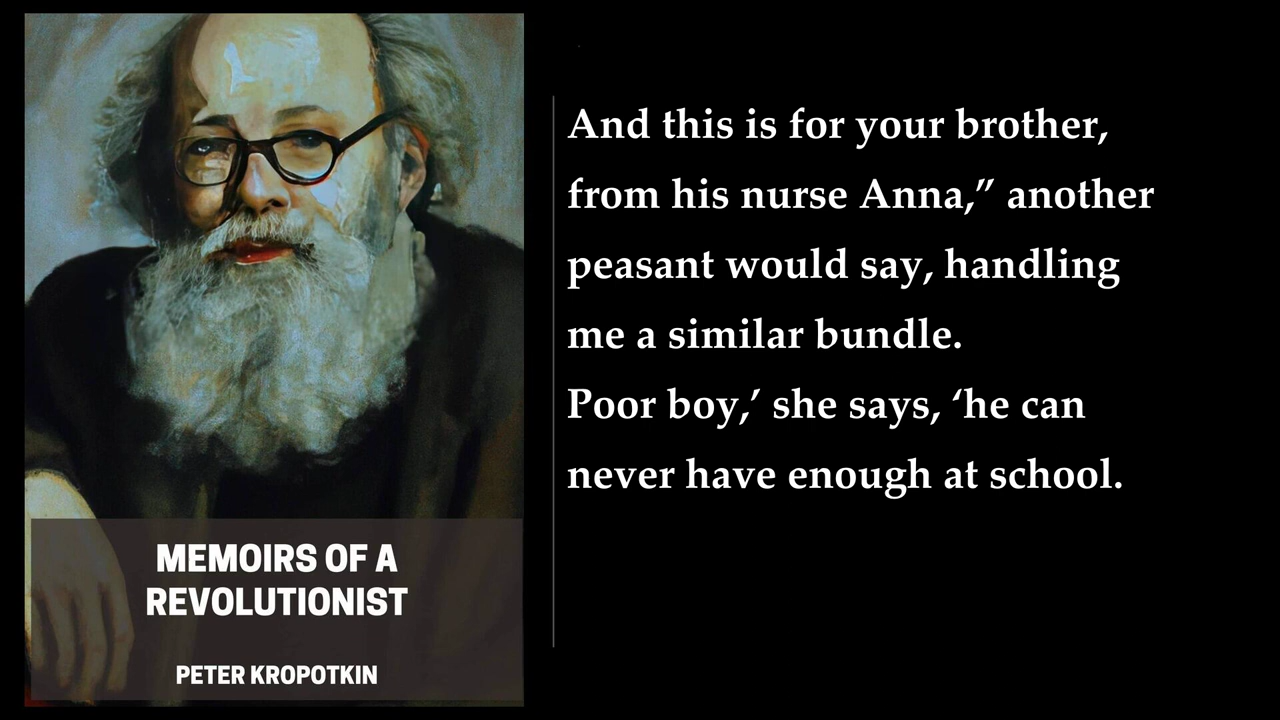 MEMOIRS OF A
REVOLUTIONIST
PETER KROPOTKIN
And this is for your brother,
from his nurse Anna,” another
peasant would say, handling
me a similar bundle.
Poor boy,’ she says, ‘he can
never have enough at school.